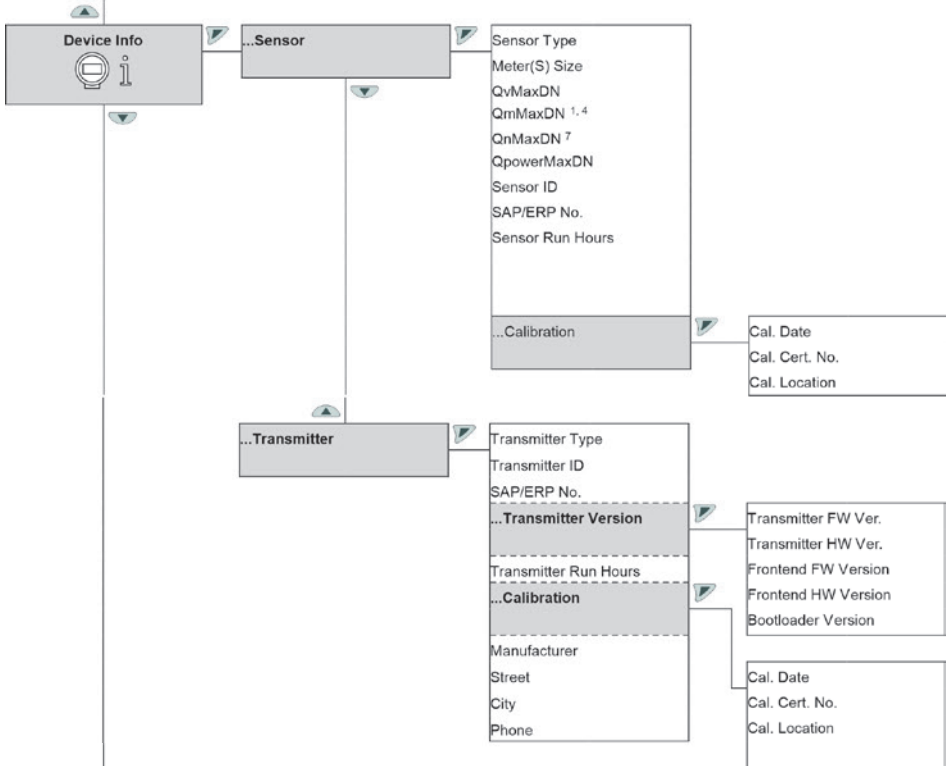 Device Info
i
...Sensor
Sensor Type
Meter(S) Size
QvMaxDN
QmMaxDN 1, 4
QnMaxDN 7
QpowerMaxDN
Sensor ID
SAP/ERP No.
Sensor Run Hours
...Calibration
Cal. Date
Cal. Cert. No.
Cal. Location
...Transmitter
Transmitter Type
Transmitter ID
SAP/ERP No.
...Transmitter Version
Transmitter FW Ver.
Transmitter HW Ver.
Frontend FW Version
Frontend HW Version
Bootloader Version
Transmitter Run Hours
...Calibration
Cal. Date
Cal. Cert. No.
Cal. Location
Manufacturer
Street
City
Phone